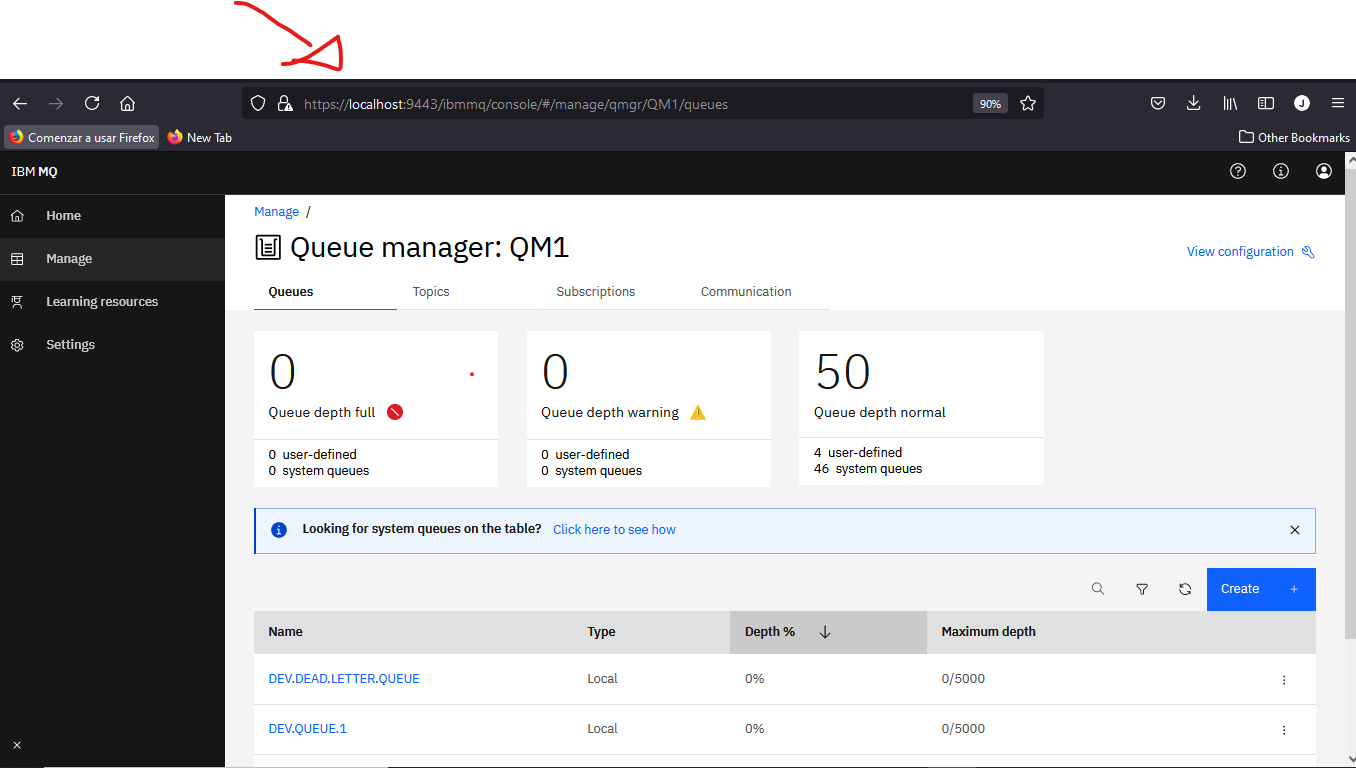 https://localhost:9443/ibmmq/console/#/manage/qmgr/QM1/queues
90%
J
Comenzar a usar Firefox
New Tab
Other Bookmarks
IBM MQ
Home
Manage
Learning resources
Settings
Manage /
Queue manager: QM1
View configuration
Queues Topics Subscriptions Communication
0
Queue depth full
0 user-defined
0 system queues
0
Queue depth warning
0 user-defined
0 system queues
50
Queue depth normal
4 user-defined
46 system queues
Looking for system queues on the table? Click here to see how
Create +
Name Type Depth % Maximum depth
DEV.DEAD.LETTER.QUEUE Local 0% 0/5000
DEV.QUEUE.1 Local 0% 0/5000